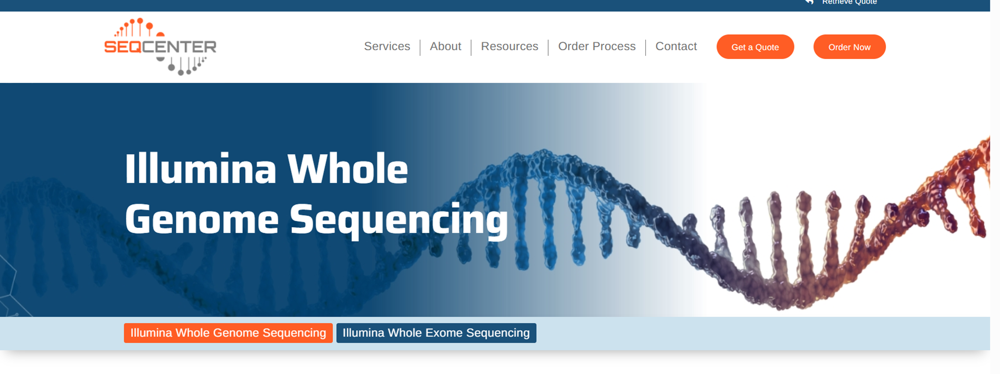 Retrieve Quote
SEQCENTER
Services
About
Resources
Order Process
Contact
Get a Quote
Order Now
Illumina Whole
Genome Sequencing
Illumina Whole Genome Sequencing
Illumina Whole Exome Sequencing